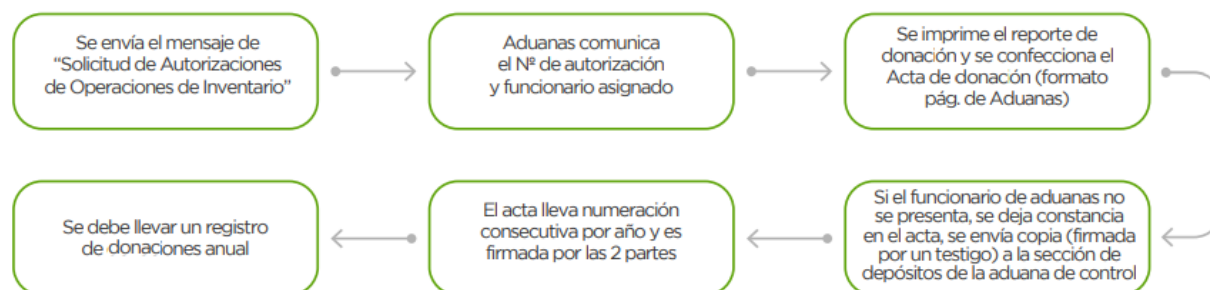 Se envía el mensaje de
“Solicitud de Autorizaciones
de Operaciones de Inventario”
Aduanas comunica
el Nº de autorización
y funcionario asignado
Se imprime el reporte de
donación y se confecciona el
Acta de donacón (formato
pág. de Aduanas)
Si el funcionario de aduanas no
se presenta, se deja constancia
en el acta, se envía copia (firmada
por un testigo) a la sección de
depósitos de la aduana de control
El acta lleva numeración
consecutiva por año y es
firmada por las 2 partes
Se debe llevar un registro
de donaciones anual